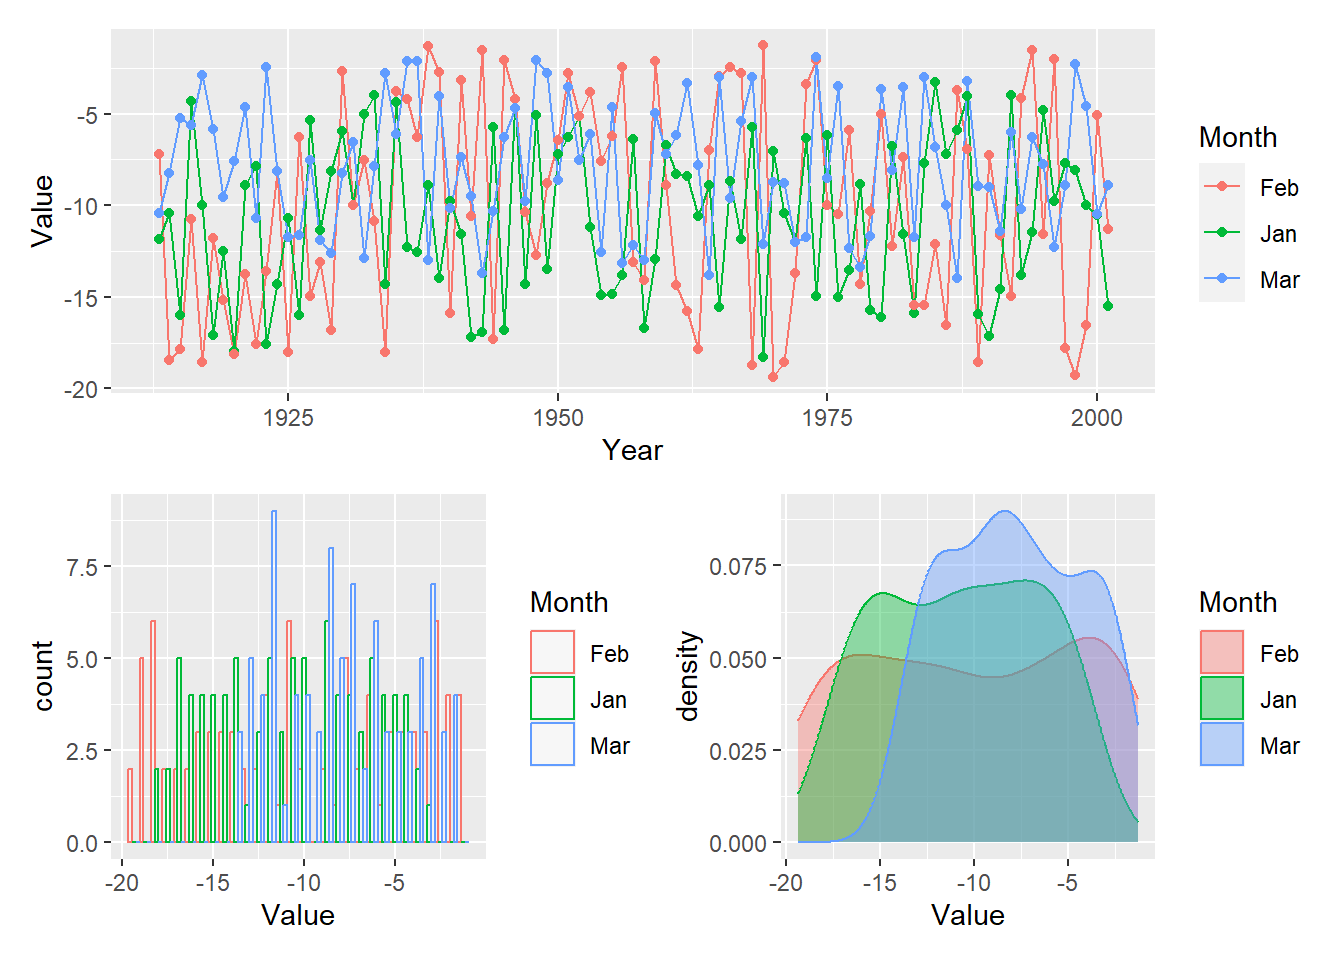 Value
-5
-10
-15
-20
1925 1950 1975 2000
Year
Month
Feb
Jan
Mar
count
7.5
5.0
2.5
0.0
-20 -15 -10 -5
Value
Month
Feb
Jan
Mar
density
0.075
0.050
0.025
0.000
-20 -15 -10 -5
Value
Month
Feb
Jan
Mar